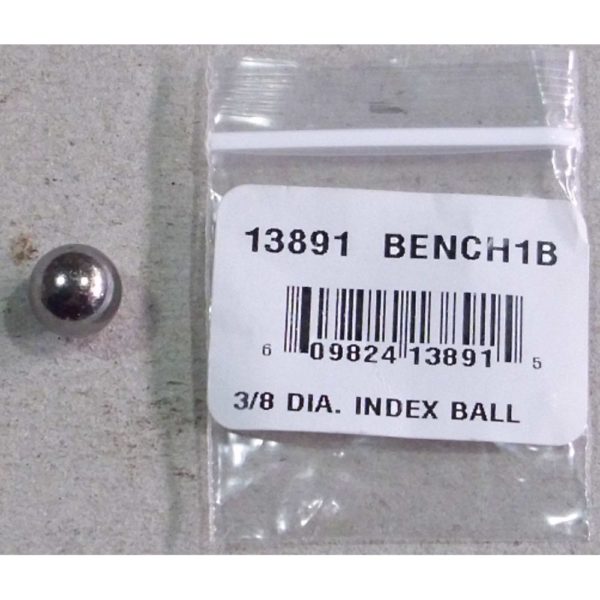 13891 BENCH1B
6 09824 13891 5
3/8 DIA. INDEX BALL